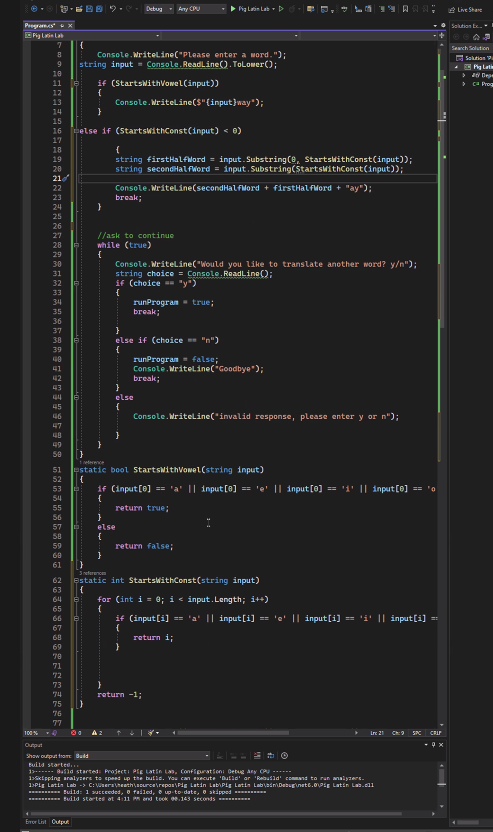 Debug Any CPU Pig Latin Lab Live Share
Program.cs* Solution Ex...
Pig Latin Lab
Search Solution
Solution 'Pi
Pig Latin
Depe
Prog
7 {
8 Console.WriteLine("Please enter a word.");
9 string input = Console.ReadLine().ToLower();
10
11 if (StartsWithVowel(input))
12 {
13 Console.WriteLine($"{input}way");
14 }
15
16 else if (StartsWithConst(input) < 0)
17
18 {
19 string firstHalfWord = input.Substring(0, StartsWithConst(input));
20 string secondHalfWord = input.Substring(StartsWithConst(input));
21
22 Console.WriteLine(secondHalfWord + firstHalfWord + "ay");
23 break;
24 }
25
26
27 //ask to continue
28 while (true)
29 {
30 Console.WriteLine("Would you like to translate another word? y/n");
31 string choice = Console.ReadLine();
32 if (choice == "y")
33 {
34 runProgram = true;
35 break;
36
37 }
38 else if (choice == "n")
39 {
40 runProgram = false;
41 Console.WriteLine("Goodbye");
42 break;
43 }
44 else
45 {
46 Console.WriteLine("invalid response, please enter y or n");
47
48 }
49 }
50 }
1 reference
51 static bool StartsWithVowel(string input)
52 {
53 if (input[0] == 'a' || input[0] == 'e' || input[0] == 'i' || input[0] == 'o
54 {
55 return true;
56 }
57 else
58 {
59 return false;
60 }
61 }
3 references
62 static int StartsWithConst(string input)
63 {
64 for (int i = 0; i < input.Length; i++)
65 {
66 if (input[i] == 'a' || input[i] == 'e' || input[i] == 'i' || input[i] ==
67 {
68 return i;
69 }
70
71
72
73 }
74 return -1;
75 }
76
77
100 % 0 2 Ln: 21 Ch: 9 SPC CRLF
Output
Show output from: Build
Build started...
1>------ Build started: Project: Pig Latin Lab, Configuration: Debug Any CPU ------
1>Skipping analyzers to speed up the build. You can execute 'Build' or 'Rebuild' command to run analyzers.
1>Pig Latin Lab -> C:\Users\heath\source\repos\Pig Latin Lab\Pig Latin Lab\bin\Debug\net6.0\Pig Latin Lab.dll
========== Build: 1 succeeded, 0 failed, 0 up-to-date, 0 skipped ==========
========== Build started at 4:11 PM and took 00.143 seconds ==========
Error List Output